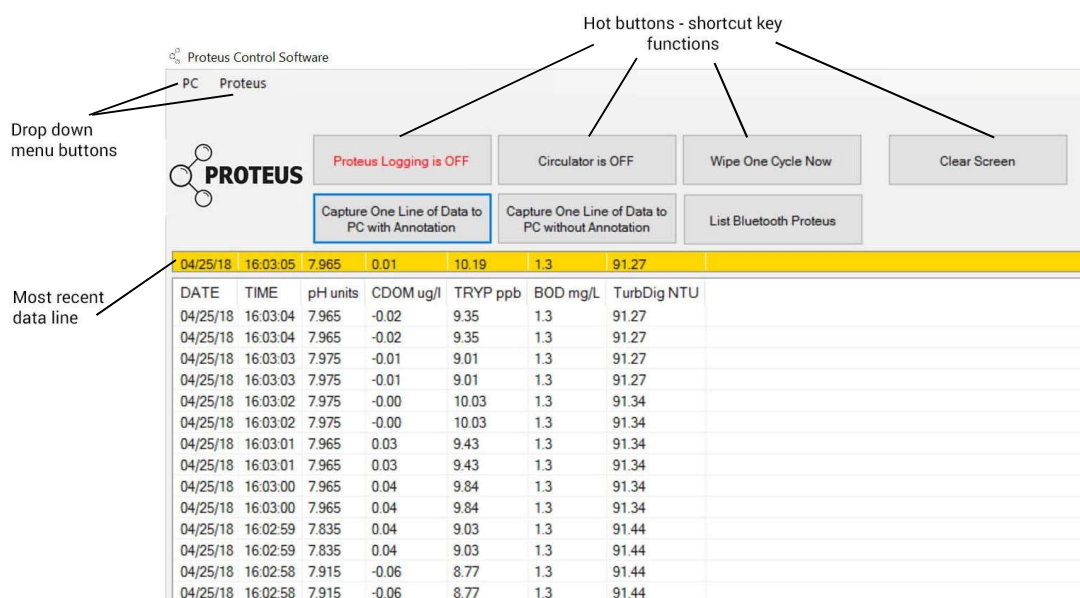 Hot buttons - shortcut key
functions
Proteus Control Software
PC Proteus
Drop down
menu buttons
PROTEUS
Proteus Logging is OFF Circulator is OFF Wipe One Cycle Now Clear Screen
Capture One Line of Data to
PC with Annotation
Capture One Line of Data to
PC without Annotation
List Bluetooth Proteus
04/25/18 16:03:05 7.965 0.01 10.19 1.3 91.27
Most recent
data line
DATE TIME pH units CDOM ug/l TRYP ppb BOD mg/L TurbDig NTU
04/25/18 16:03:04 7.965 -0.02 9.35 1.3 91.27
04/25/18 16:03:04 7.965 -0.02 9.35 1.3 91.27
04/25/18 16:03:03 7.975 -0.01 9.01 1.3 91.27
04/25/18 16:03:03 7.975 -0.01 9.01 1.3 91.27
04/25/18 16:03:02 7.975 -0.00 10.03 1.3 91.34
04/25/18 16:03:02 7.975 -0.00 10.03 1.3 91.34
04/25/18 16:03:01 7.965 0.03 9.43 1.3 91.34
04/25/18 16:03:01 7.965 0.03 9.43 1.3 91.34
04/25/18 16:03:00 7.965 0.04 9.84 1.3 91.34
04/25/18 16:03:00 7.965 0.04 9.84 1.3 91.34
04/25/18 16:02:59 7.835 0.04 9.03 1.3 91.44
04/25/18 16:02:59 7.835 0.04 9.03 1.3 91.44
04/25/18 16:02:58 7.915 -0.06 8.77 1.3 91.44
04/25/18 16:02:58 7.915 -0.06 8.77 1.3 91.44